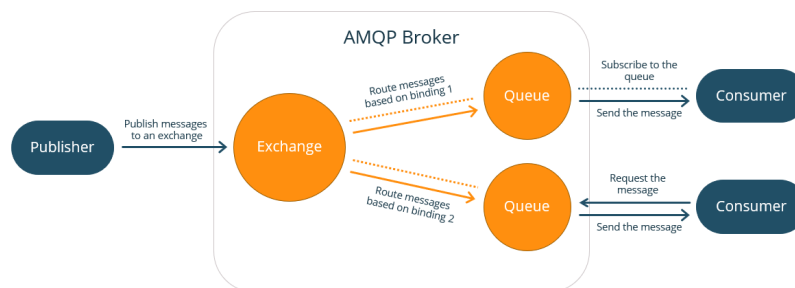 AMQP Broker
Publisher
Publish messages
to an exchange
Exchange
Route messages
based on binding 1
Route messages
based on binding 2
Queue
Subscribe to the
queue
Send the message
Consumer
Queue
Request the
message
Send the message
Consumer